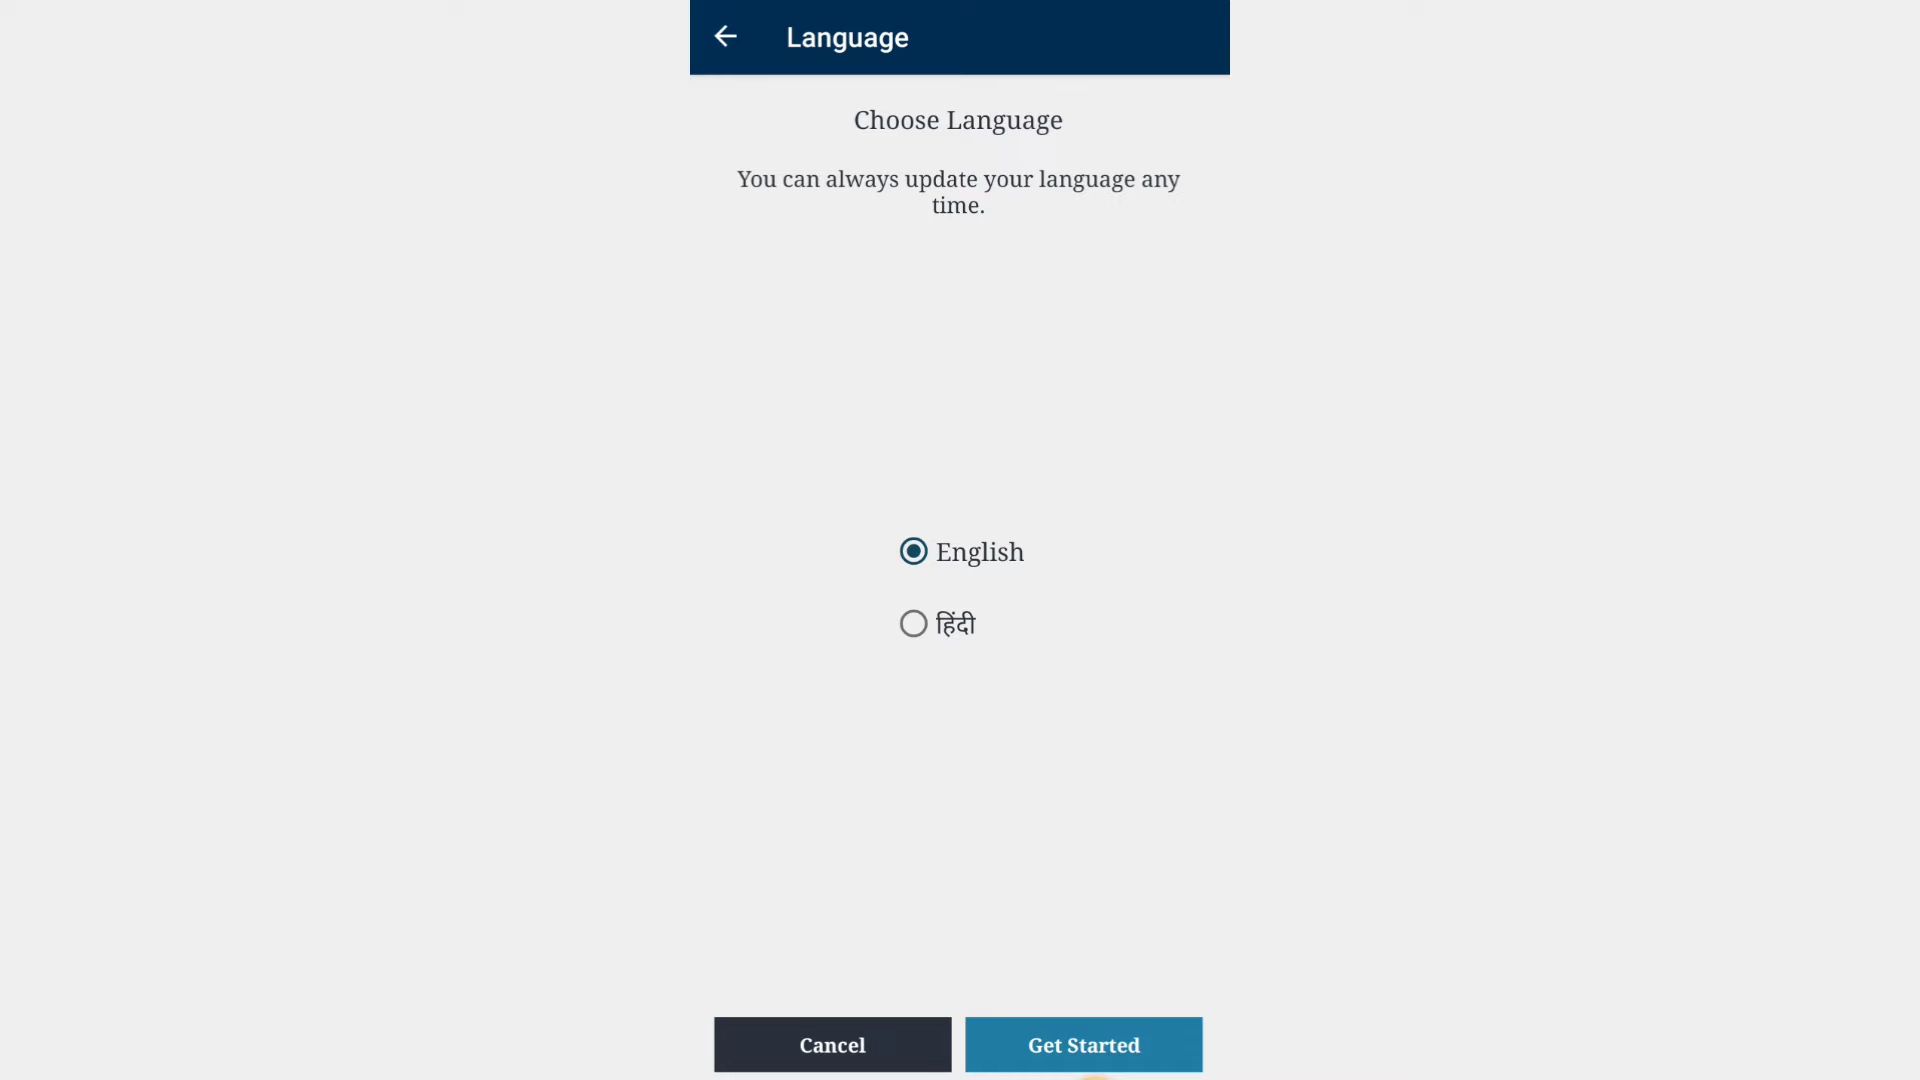 Language
Choose Language
You can always update your language any
time.
English
हिंदी
Cancel
Get Started